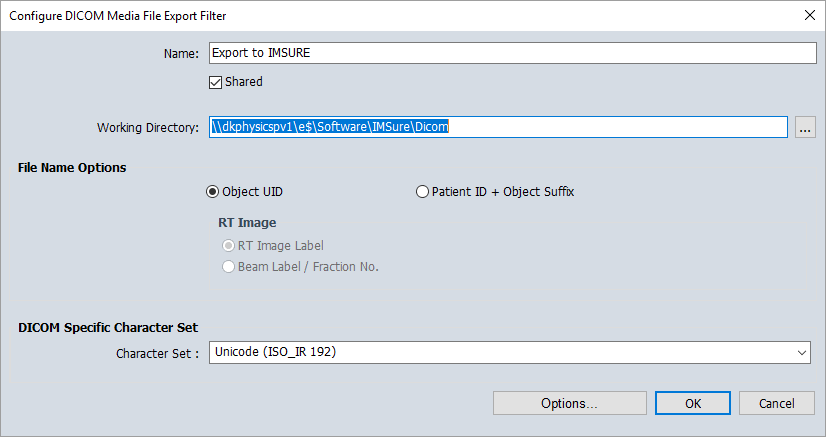 Configure DICOM Media File Export Filter
Name: Export to IMSURE
Shared
Working Directory: \\dkphysicspv1\e$\Software\IMSure\Dicom ...
File Name Options
Object UID Patient ID + Object Suffix
RT Image
RT Image Label
Beam Label / Fraction No.
DICOM Specific Character Set
Character Set : Unicode (ISO_IR 192)
Options... OK Cancel